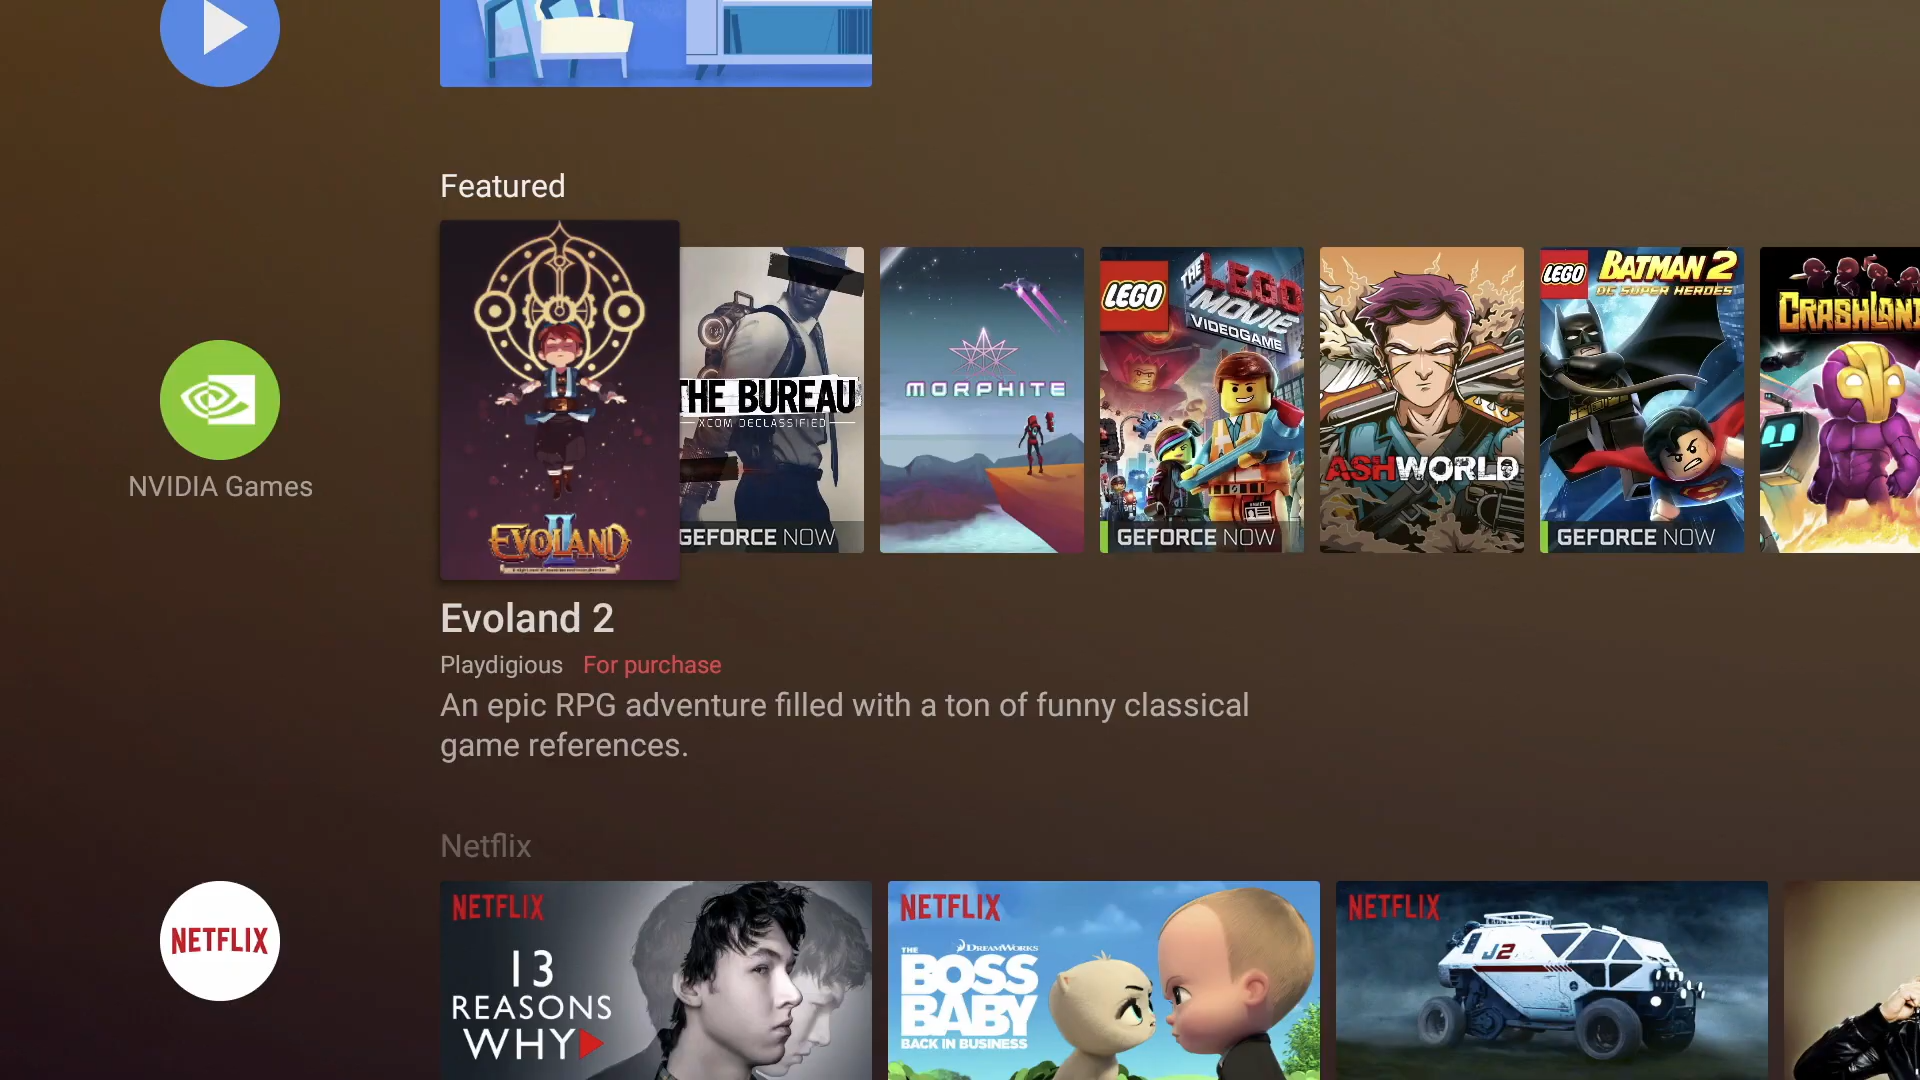 Featured
EVOLAND
II
THE BUREAU
XCOM DECLASSIFIED
GEFORCE NOW
MORPHITE
LEGO
THE LEGO MOVIE VIDEOGAME
GEFORCE NOW
ASHWORLD
LEGO
BATMAN 2
DC SUPER HEROES
GEFORCE NOW
CRASHLAN
NVIDIA Games
Evoland 2
Playdigious For purchase
An epic RPG adventure filled with a ton of funny classical
game references.
Netflix
NETFLIX
NETFLIX
13
REASONS
WHY
NETFLIX
DREAMWORKS
THE
BOSS
BABY
BACK IN BUSINESS
NETFLIX
J2